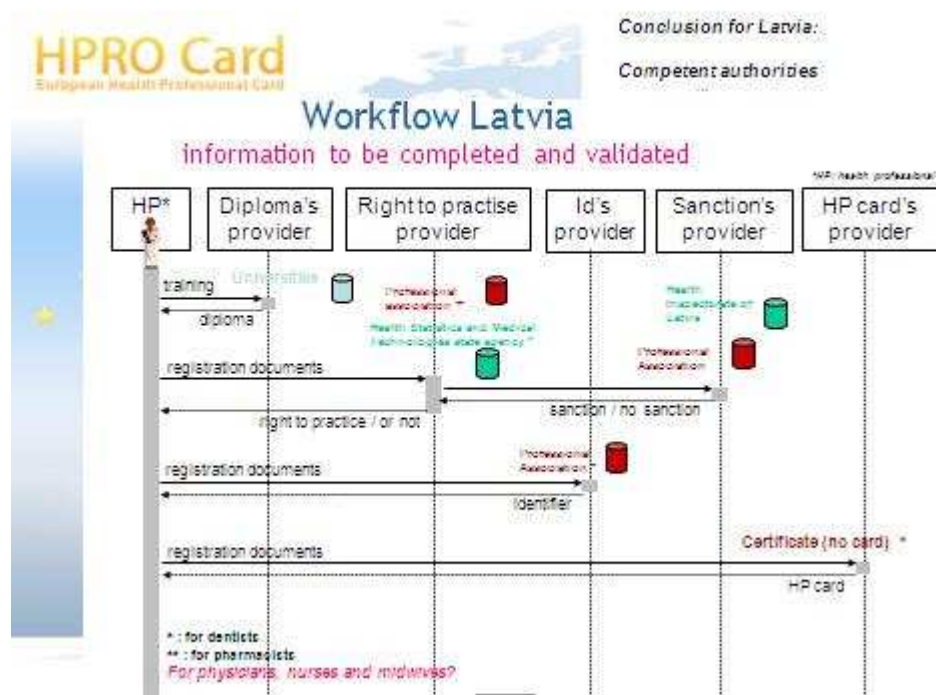 HPRO Card
European Health Professional Card
Conclusion for Latvia:
Competent authorities
Workflow Latvia
information to be completed and validated
*HP: health professional
HP*
Diploma's
provider
Right to practise
provider
Id's
provider
Sanction's
provider
HP card's
provider
Universities
training
diploma
Professional
association **
Health Statistics and Medical
Technologies state agency *
Health
Inspectorate of
Latvia
Professional
Association
registration documents
right to practice / or not
sanction / no sanction
Professional
Association
registration documents
Identifier
Certificate (no card) *
registration documents
HP card
* : for dentists
** : for pharmacists
For physicians, nurses and midwives?